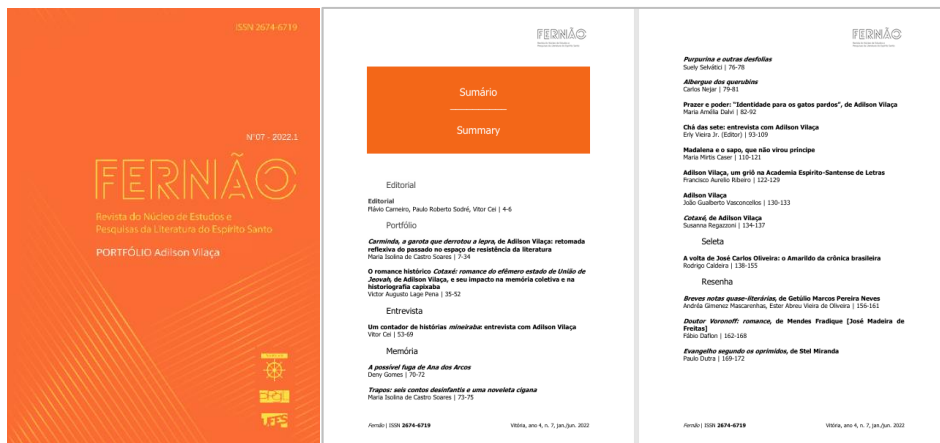 ISSN 2674-6719
N°07 - 2022.1
FERNÃO
Revista do Núcleo de Estudos e
Pesquisas da Literatura do Espírito Santo
PORTFÓLIO Adilson Vilaça
UFES
FERNÃO
Sumário
Summary
Editorial
Editorial
Flávio Carneiro, Paulo Roberto Sodré, Vitor Cei | 4-6
Portfólio
Carminda, a garota que derrotou a lepra, de Adilson Vilaça: retomada
reflexiva do passado no espaço de resistência da literatura
Maria Isolina de Castro Soares | 7-34
O romance histórico Cotaxé: romance do efêmero estado de União de
Jeovah, de Adilson Vilaça, e seu impacto na memória coletiva e na
historiografia capixaba
Victor Augusto Lage Pena | 35-52
Entrevista
Um contador de histórias mineiraba: entrevista com Adilson Vilaça
Vitor Cei | 53-69
Memória
A possível fuga de Ana dos Arcos
Deny Gomes | 70-72
Trapos: seis contos desinfantis e uma noveleta cigana
Maria Isolina de Castro Soares | 73-75
Fernão | ISSN 2674-6719
Vitória, ano 4, n. 7, jan./jun. 2022
FERNÃO
Purpurina e outras desfolias
Suely Selvátici | 76-78
Albergue dos querubins
Carlos Nejar | 79-81
Prazer e poder: "Identidade para os gatos pardos", de Adilson Vilaça
Maria Amélia Dalvi | 82-92
Chá das sete: entrevista com Adilson Vilaça
Erly Vieira Jr. (Editor) | 93-109
Madalena e o sapo, que não virou príncipe
Maria Mirtis Caser | 110-121
Adilson Vilaça, um griô na Academia Espírito-Santense de Letras
Francisco Aurelio Ribeiro | 122-129
Adilson Vilaça
João Gualberto Vasconcellos | 130-133
Cotaxé, de Adilson Vilaça
Susanna Regazzoni | 134-137
Seleta
A volta de José Carlos Oliveira: o Amarildo da crônica brasileira
Rodrigo Caldeira | 138-155
Resenha
Breves notas quase-literárias, de Getúlio Marcos Pereira Neves
Andréia Gimenez Mascarenhas, Ester Abreu Vieira de Oliveira | 156-161
Doutor Voronoff: romance, de Mendes Fradique [José Madeira de
Freitas]
Fábio Daflon | 162-168
Evangelho segundo os oprimidos, de Stel Miranda
Paulo Dutra | 169-172
Fernão | ISSN 2674-6719
Vitória, ano 4, n. 7, jan./jun. 2022